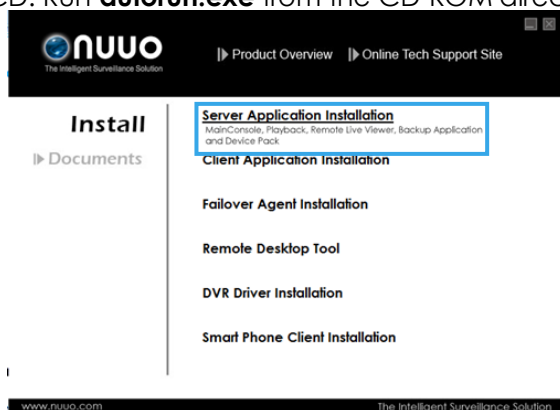 CD. Run autorun.exe from the CD ROM direc
nuuo
The Intelligent Surveillance Solution
Product Overview
Online Tech Support Site
Install
Documents
Server Application Installation
MainConsole, Playback, Remote Live Viewer, Backup Application
and Device Pack
Client Application Installation
Failover Agent Installation
Remote Desktop Tool
DVR Driver Installation
Smart Phone Client Installation
www.nuuo.com
The Intelligent Surveillance Solution